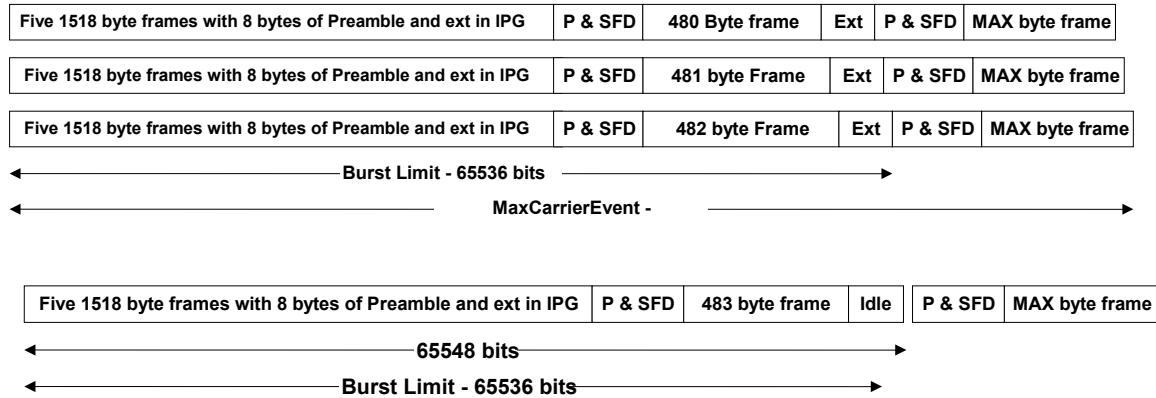 Five 1518 byte frames with 8 bytes of Preamble and ext in IPG P & SFD 480 Byte frame Ext P & SFD MAX byte frame
Five 1518 byte frames with 8 bytes of Preamble and ext in IPG P & SFD 481 byte Frame Ext P & SFD MAX byte frame
Five 1518 byte frames with 8 bytes of Preamble and ext in IPG P & SFD 482 byte Frame Ext P & SFD MAX byte frame
Burst Limit - 65536 bits
MaxCarrierEvent -
Five 1518 byte frames with 8 bytes of Preamble and ext in IPG P & SFD 483 byte frame Idle P & SFD MAX byte frame
65548 bits
Burst Limit - 65536 bits